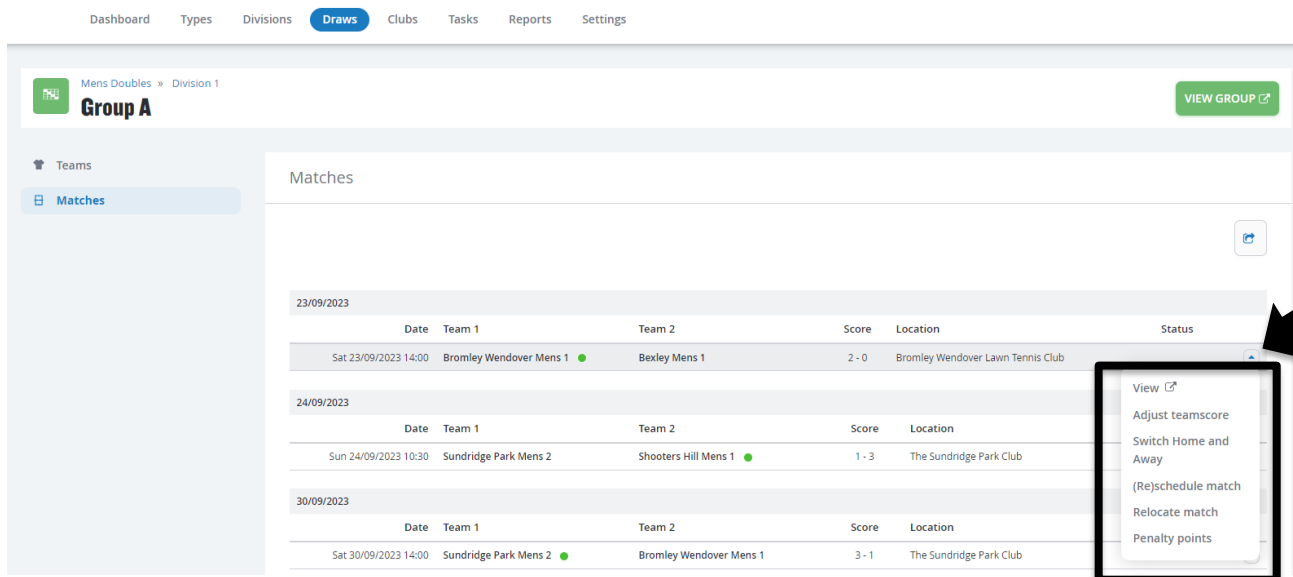 Dashboard Types Divisions Draws Clubs Tasks Reports Settings
Mens Doubles » Division 1
Group A
VIEW GROUP
Teams
Matches
Matches
23/09/2023
Date Team 1 Team 2 Score Location Status
Sat 23/09/2023 14:00 Bromley Wendover Mens 1 Bexley Mens 1 2 - 0 Bromley Wendover Lawn Tennis Club
View
Adjust teamscore
Switch Home and
Away
(Re)schedule match
Relocate match
Penalty points
24/09/2023
Date Team 1 Team 2 Score Location
Sun 24/09/2023 10:30 Sundridge Park Mens 2 Shooters Hill Mens 1 1 - 3 The Sundridge Park Club
30/09/2023
Date Team 1 Team 2 Score Location
Sat 30/09/2023 14:00 Sundridge Park Mens 2 Bromley Wendover Mens 1 3 - 1 The Sundridge Park Club